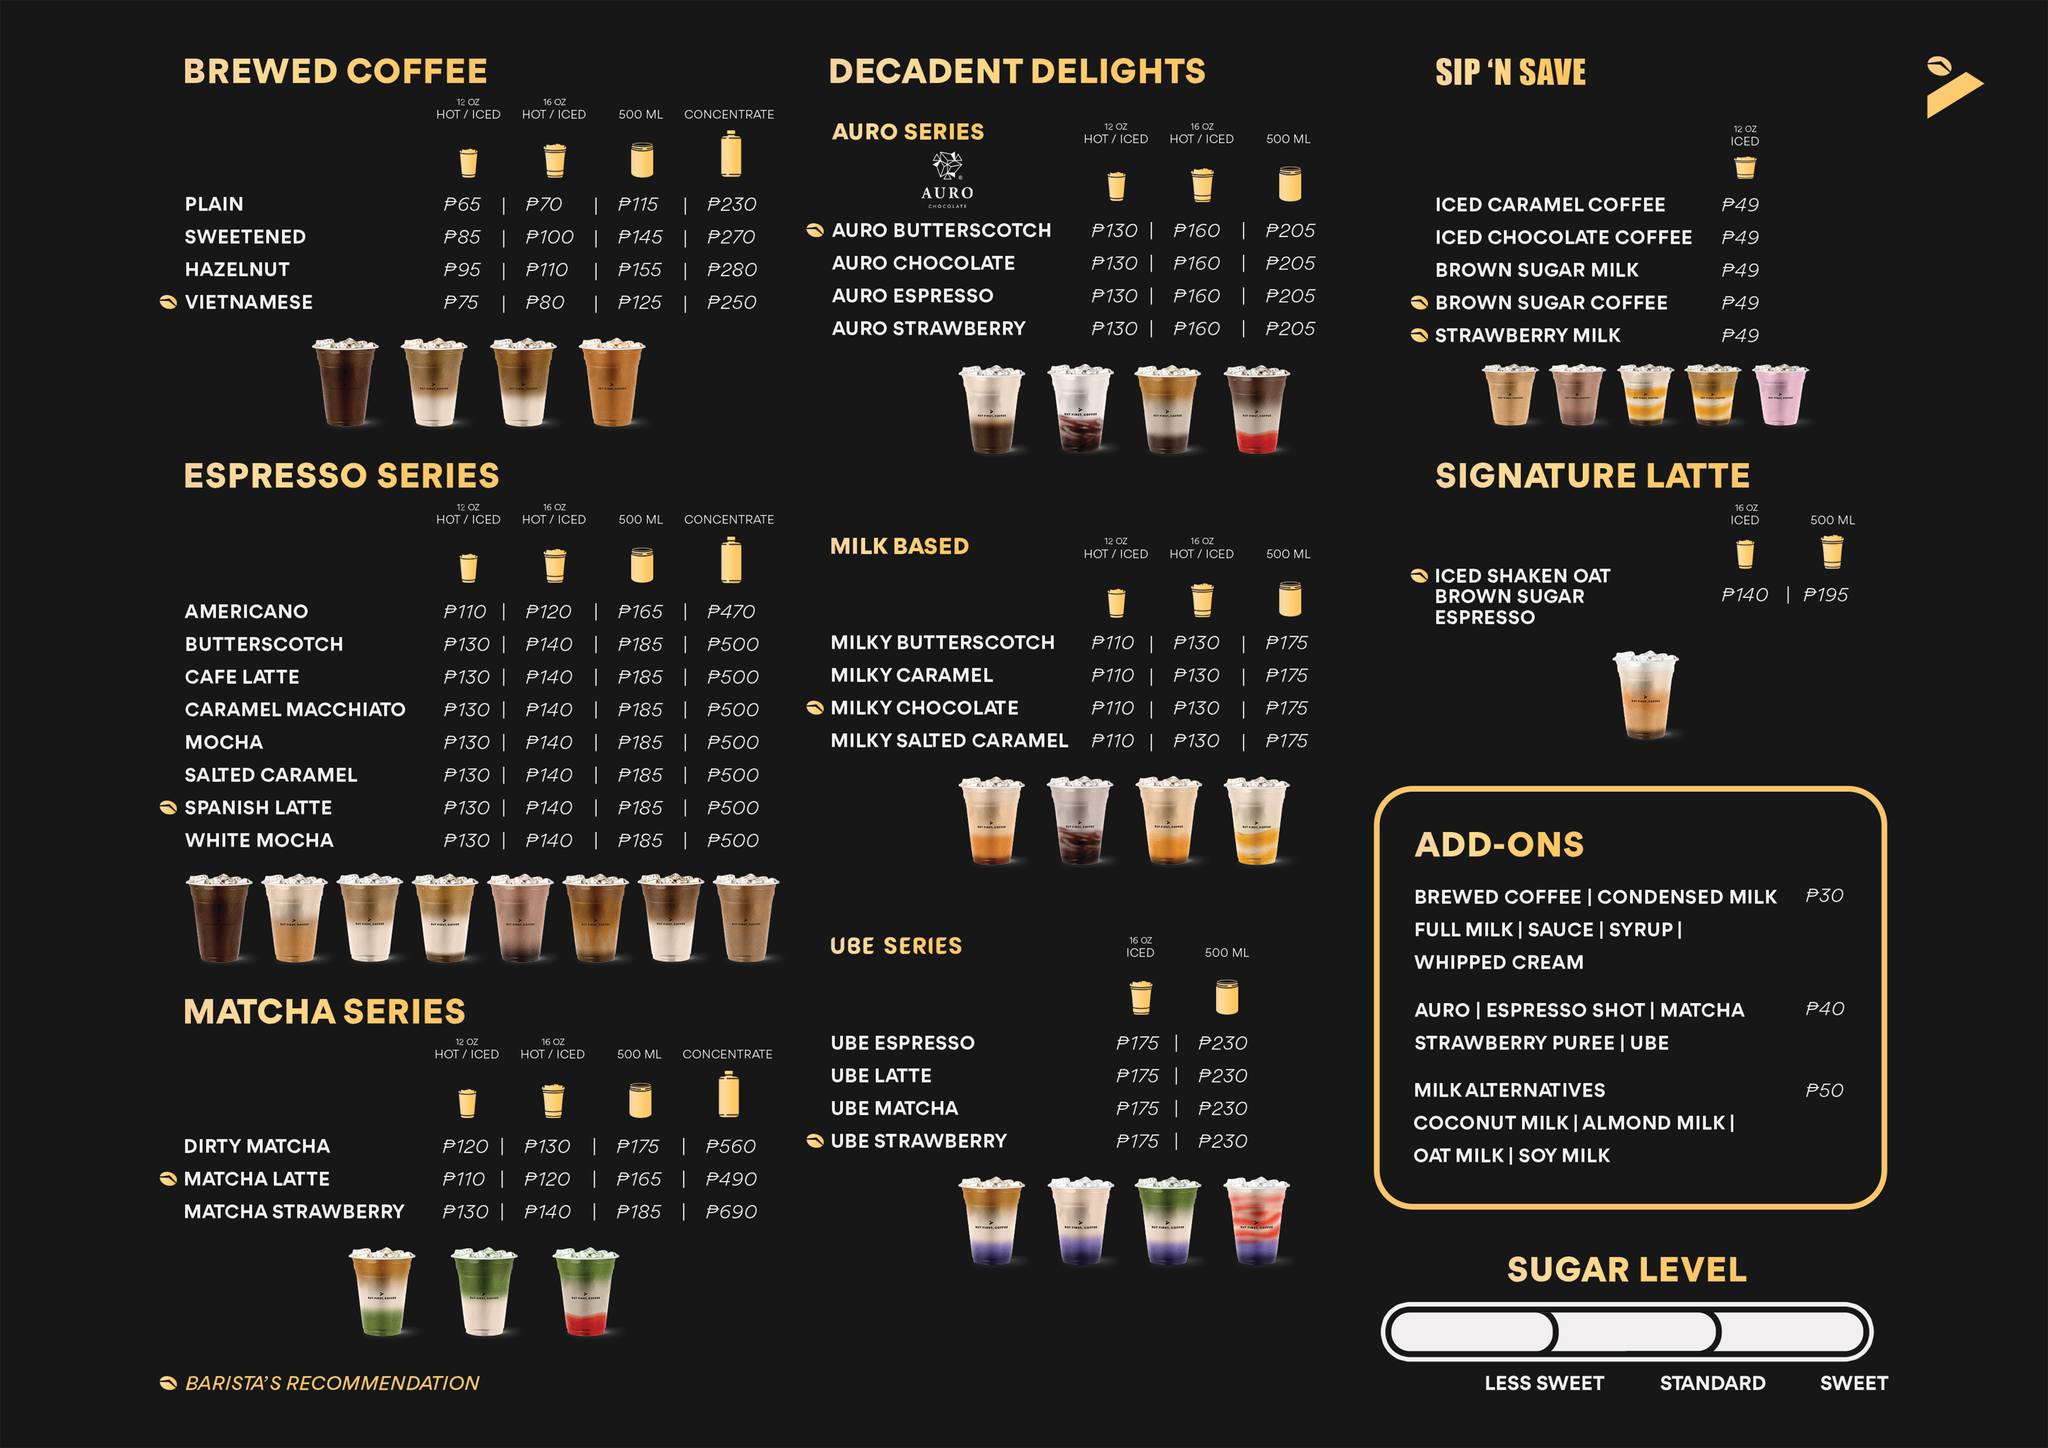 BREWED COFFEE
12 OZ HOT / ICED 16 OZ HOT / ICED 500 ML CONCENTRATE
PLAIN ₱65 | ₱70 | ₱115 | ₱230
SWEETENED ₱85 | ₱100 | ₱145 | ₱270
HAZELNUT ₱95 | ₱110 | ₱155 | ₱280
VIETNAMESE ₱75 | ₱80 | ₱125 | ₱250
ESPRESSO SERIES
12 OZ HOT / ICED 16 OZ HOT / ICED 500 ML CONCENTRATE
AMERICANO ₱110 | ₱120 | ₱165 | ₱470
BUTTERSCOTCH ₱130 | ₱140 | ₱185 | ₱500
CAFE LATTE ₱130 | ₱140 | ₱185 | ₱500
CARAMEL MACCHIATO ₱130 | ₱140 | ₱185 | ₱500
MOCHA ₱130 | ₱140 | ₱185 | ₱500
SALTED CARAMEL ₱130 | ₱140 | ₱185 | ₱500
SPANISH LATTE ₱130 | ₱140 | ₱185 | ₱500
WHITE MOCHA ₱130 | ₱140 | ₱185 | ₱500
MATCHA SERIES
12 OZ HOT / ICED 16 OZ HOT / ICED 500 ML CONCENTRATE
DIRTY MATCHA ₱120 | ₱130 | ₱175 | ₱560
MATCHA LATTE ₱110 | ₱120 | ₱165 | ₱490
MATCHA STRAWBERRY ₱130 | ₱140 | ₱185 | ₱690
BARISTA'S RECOMMENDATION
DECADENT DELIGHTS
AURO SERIES
12 OZ HOT / ICED 16 OZ HOT / ICED 500 ML
AURO
CHOCOLATE
AURO BUTTERSCOTCH ₱130 | ₱160 | ₱205
AURO CHOCOLATE ₱130 | ₱160 | ₱205
AURO ESPRESSO ₱130 | ₱160 | ₱205
AURO STRAWBERRY ₱130 | ₱160 | ₱205
MILK BASED
12 OZ HOT / ICED 16 OZ HOT / ICED 500 ML
MILKY BUTTERSCOTCH ₱110 | ₱130 | ₱175
MILKY CARAMEL ₱110 | ₱130 | ₱175
MILKY CHOCOLATE ₱110 | ₱130 | ₱175
MILKY SALTED CARAMEL ₱110 | ₱130 | ₱175
UBE SERIES
16 OZ ICED 500 ML
UBE ESPRESSO ₱175 | ₱230
UBE LATTE ₱175 | ₱230
UBE MATCHA ₱175 | ₱230
UBE STRAWBERRY ₱175 | ₱230
SIP 'N SAVE
12 OZ ICED
ICED CARAMEL COFFEE ₱49
ICED CHOCOLATE COFFEE ₱49
BROWN SUGAR MILK ₱49
BROWN SUGAR COFFEE ₱49
STRAWBERRY MILK ₱49
SIGNATURE LATTE
16 OZ ICED 500 ML
ICED SHAKEN OAT
BROWN SUGAR ₱140 | ₱195
ESPRESSO
ADD-ONS
BREWED COFFEE | CONDENSED MILK ₱30
FULL MILK | SAUCE | SYRUP |
WHIPPED CREAM
AURO | ESPRESSO SHOT | MATCHA ₱40
STRAWBERRY PUREE | UBE
MILK ALTERNATIVES ₱50
COCONUT MILK | ALMOND MILK |
OAT MILK | SOY MILK
SUGAR LEVEL
LESS SWEET STANDARD SWEET